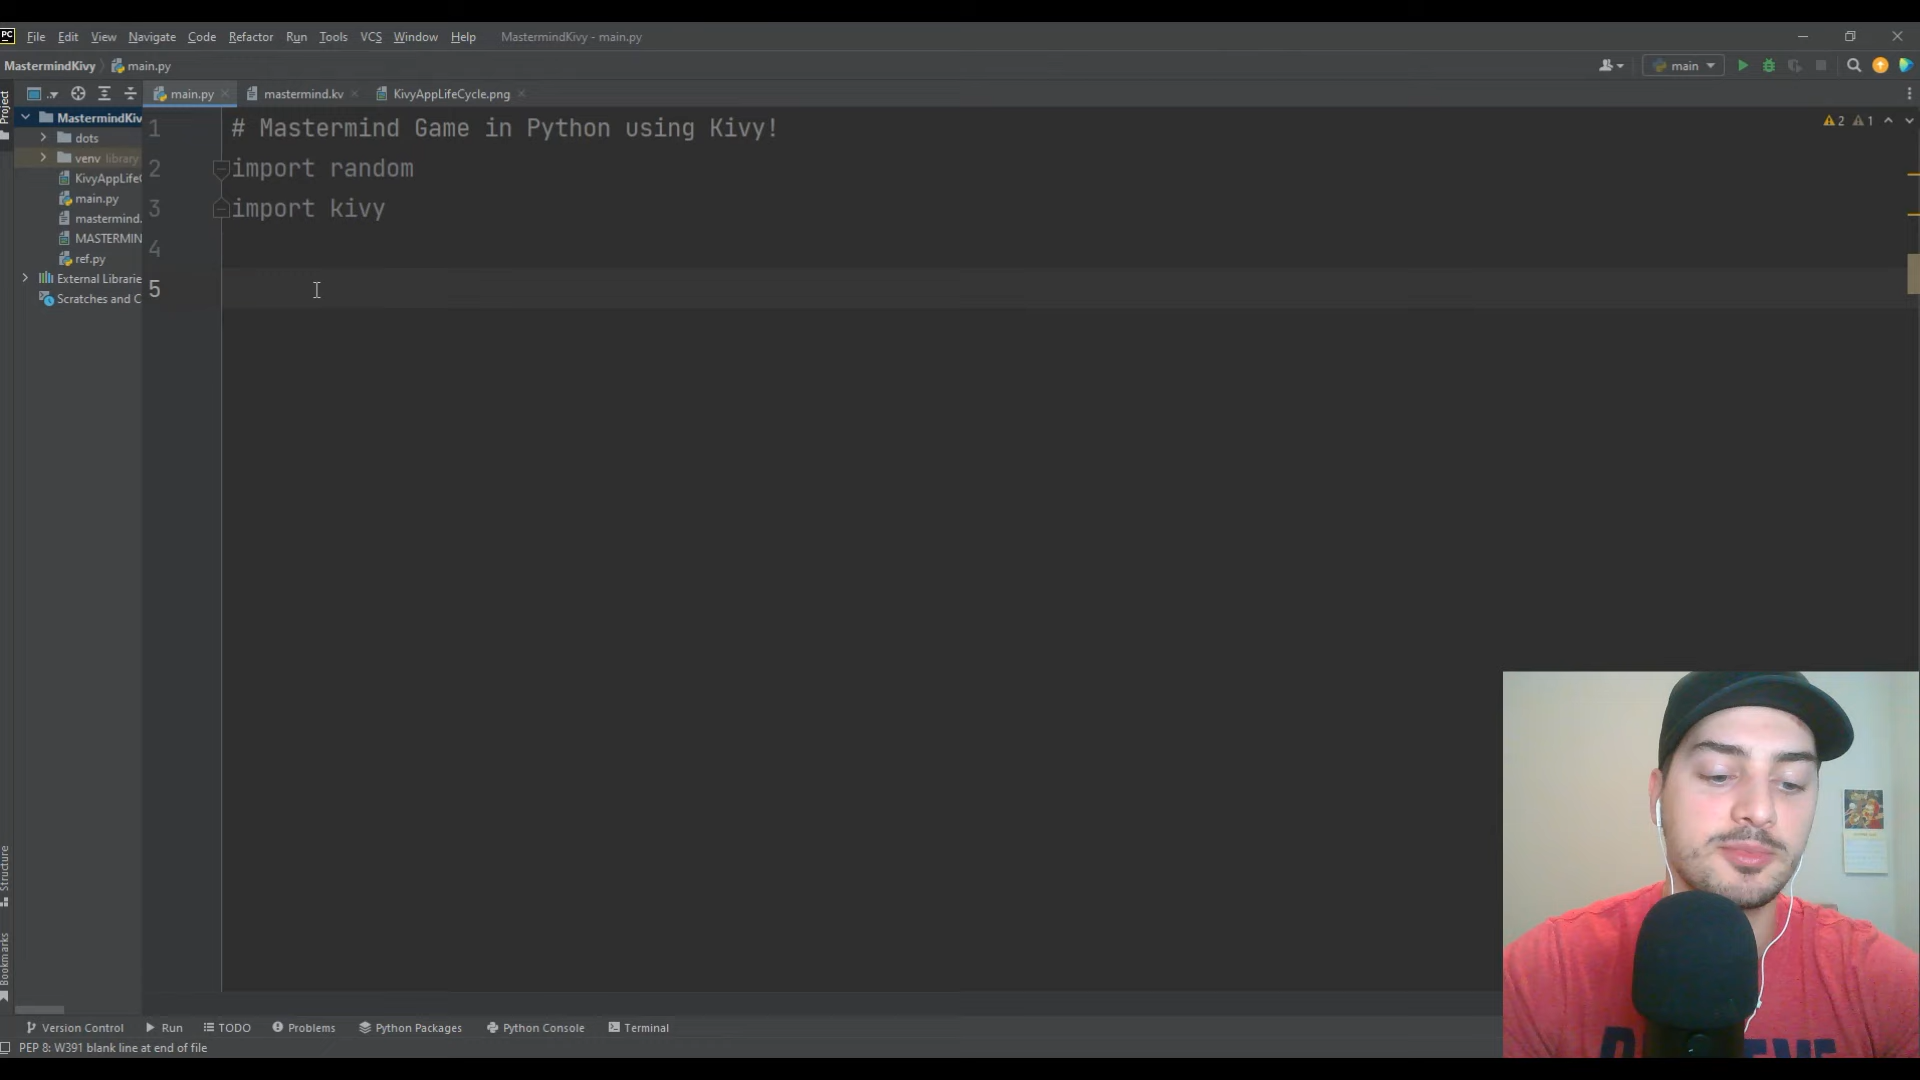 PC File Edit View Navigate Code Refactor Run Tools VCS Window Help MastermindKivy - main.py
MastermindKivy main.py main
Project main.py mastermind.kv KivyAppLifeCycle.png
MastermindKiv
dots
venv library
KivyAppLifeC
main.py
mastermind.
MASTERMIN
ref.py
External Librarie
Scratches and C
1 # Mastermind Game in Python using Kivy!
2 import random
3 import kivy
4
5
2 1
Structure
Bookmarks
Version Control Run TODO Problems Python Packages Python Console Terminal
PEP 8: W391 blank line at end of file